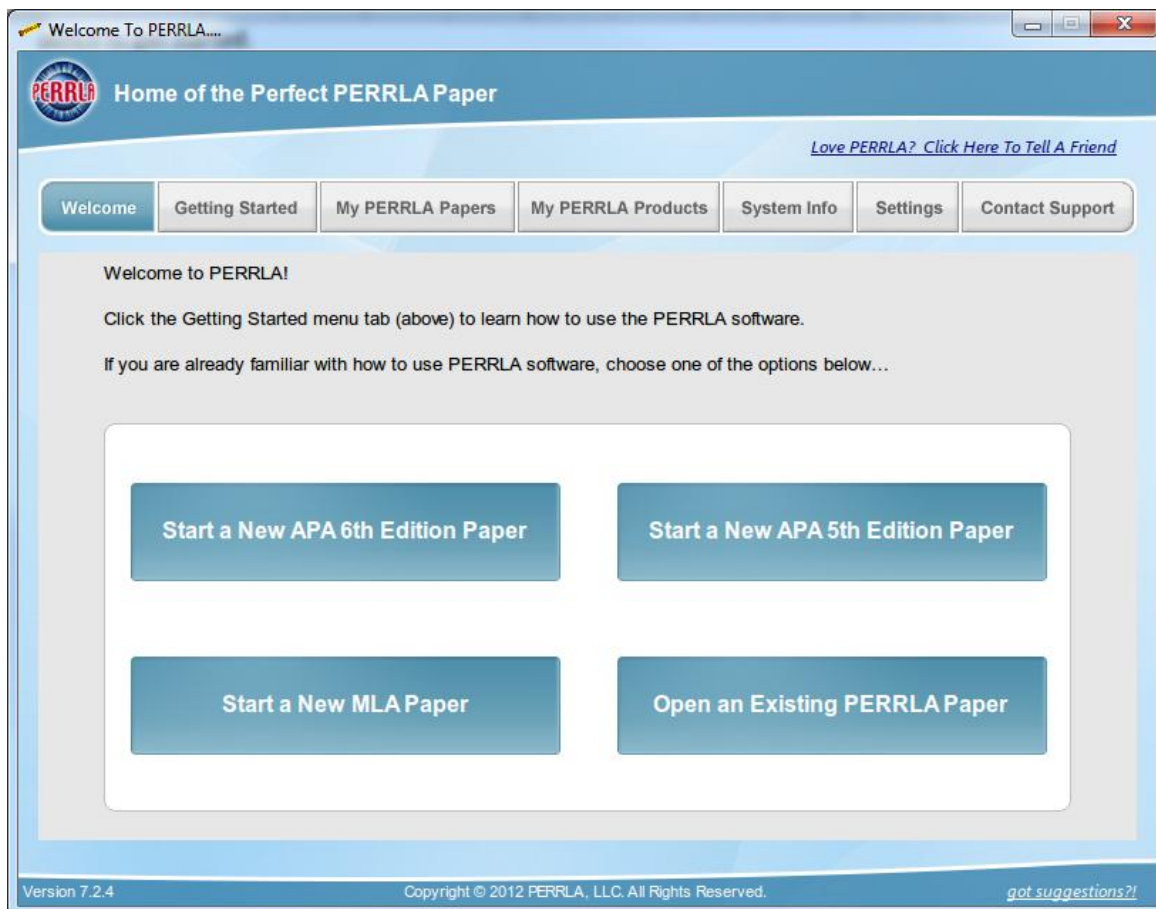 Welcome To PERRLA....
PERRLA
Home of the Perfect PERRLA Paper
Love PERRLA? Click Here To Tell A Friend
Welcome
Getting Started
My PERRLA Papers
My PERRLA Products
System Info
Settings
Contact Support
Welcome to PERRLA!
Click the Getting Started menu tab (above) to learn how to use the PERRLA software.
If you are already familiar with how to use PERRLA software, choose one of the options below…
Start a New APA 6th Edition Paper
Start a New APA 5th Edition Paper
Start a New MLA Paper
Open an Existing PERRLA Paper
Version 7.2.4
Copyright © 2012 PERRLA, LLC. All Rights Reserved.
got suggestions?!